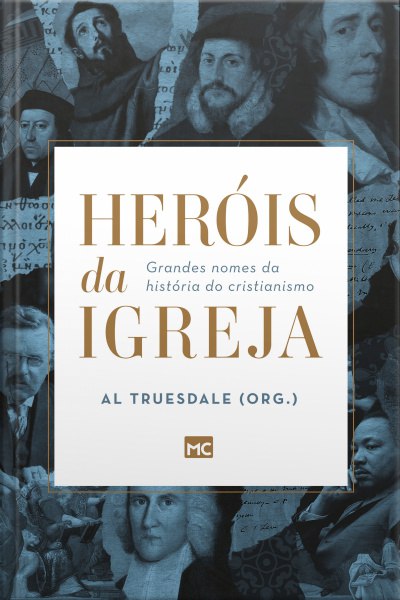 HERÓIS
da
Grandes nomes da
história do cristianismo
IGREJA
AL TRUESDALE (ORG.)
MC